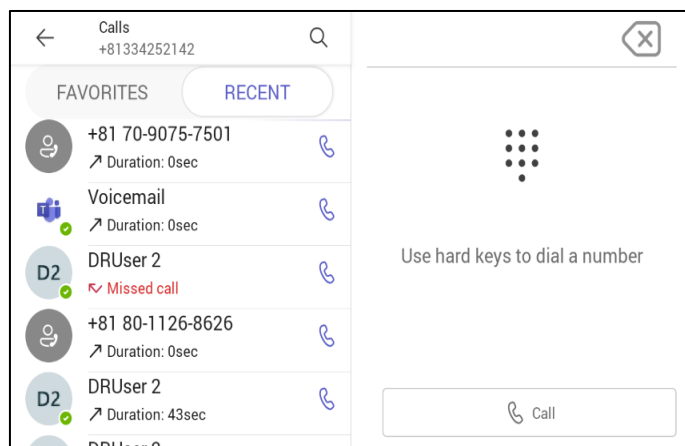 Calls
+81334252142
FAVORITES
RECENT
+81 70-9075-7501
Duration: 0sec
Voicemail
Duration: 0sec
DRUser 2
Missed call
+81 80-1126-8626
Duration: 0sec
DRUser 2
Duration: 43sec
D2
D2
T
Use hard keys to dial a number
Call